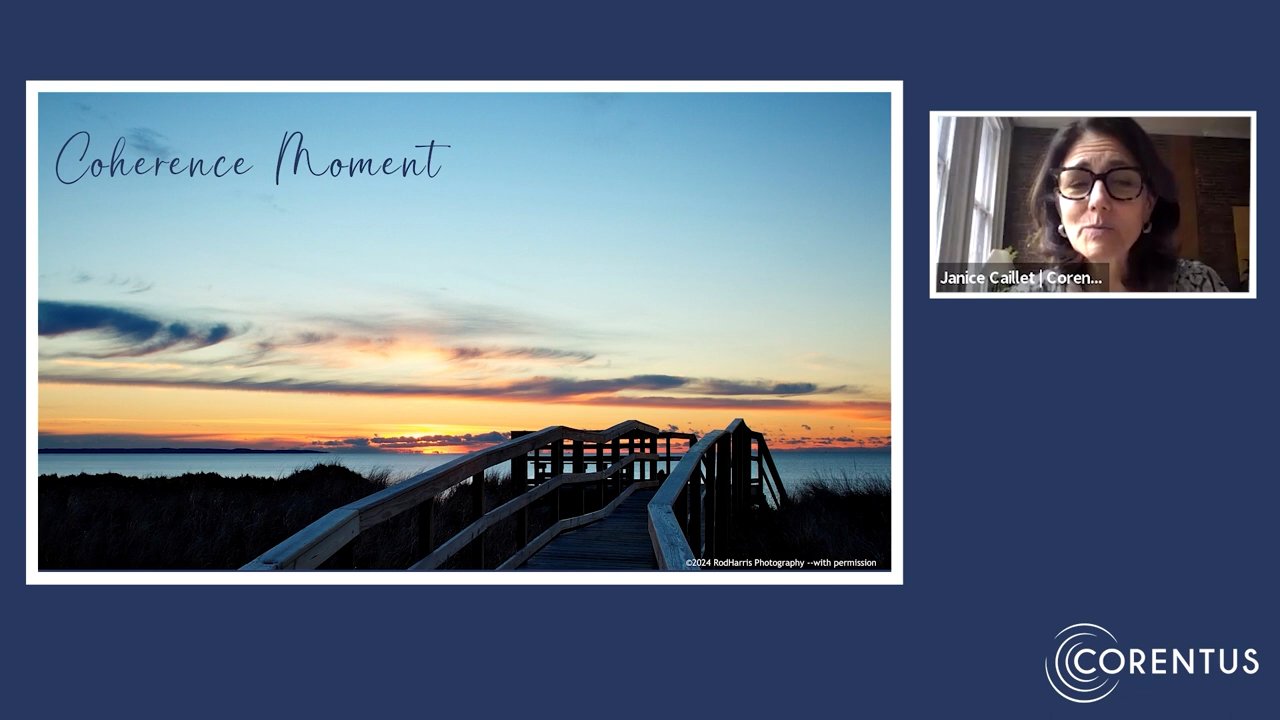 Coherence Moment
©2024 RodHarris Photography --with permission
Janice Caillet | Coren...
CORENTUS